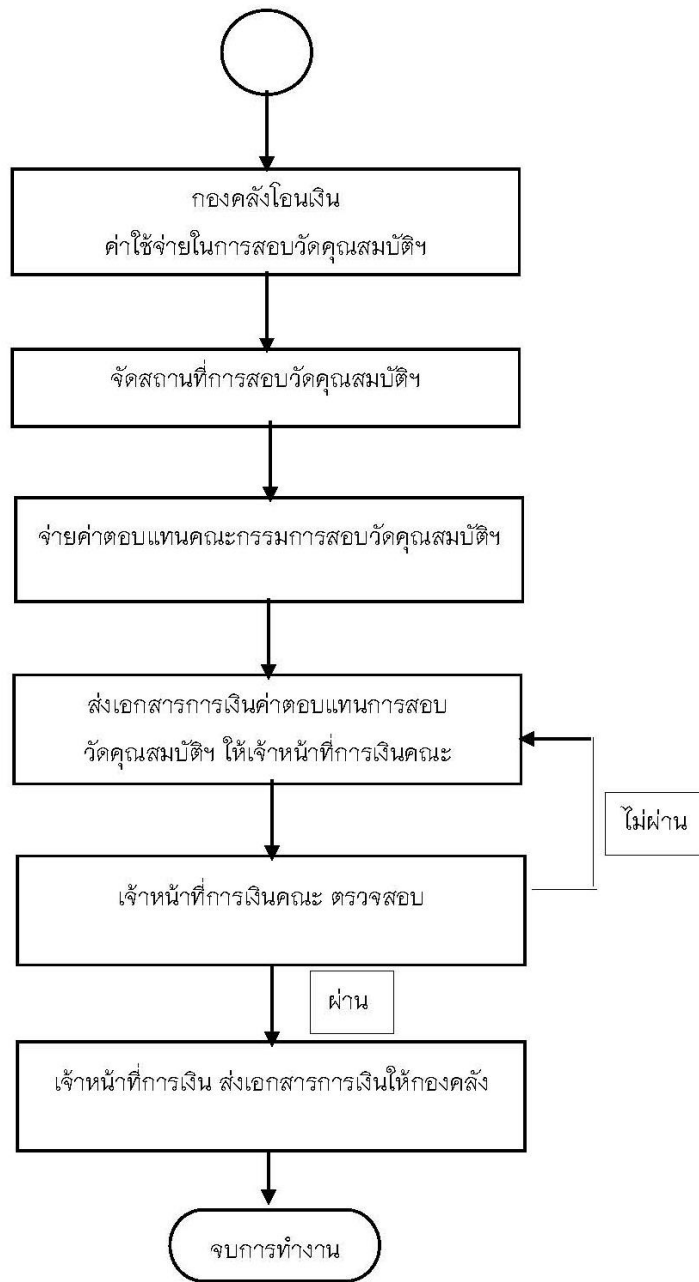 กองคลังโอนเงิน
ค่าใช้จ่ายในการสอบวัดคุณสมบัติฯ
จัดสถานที่การสอบวัดคุณสมบัติฯ
จ่ายค่าตอบแทนคณะกรรมการสอบวัดคุณสมบัติฯ
ส่งเอกสารการเงินค่าตอบแทนการสอบ
วัดคุณสมบัติฯ ให้เจ้าหน้าที่การเงินคณะ
ไม่ผ่าน
เจ้าหน้าที่การเงินคณะ ตรวจสอบ
ผ่าน
เจ้าหน้าที่การเงิน ส่งเอกสารการเงินให้กองคลัง
จบการทำงาน